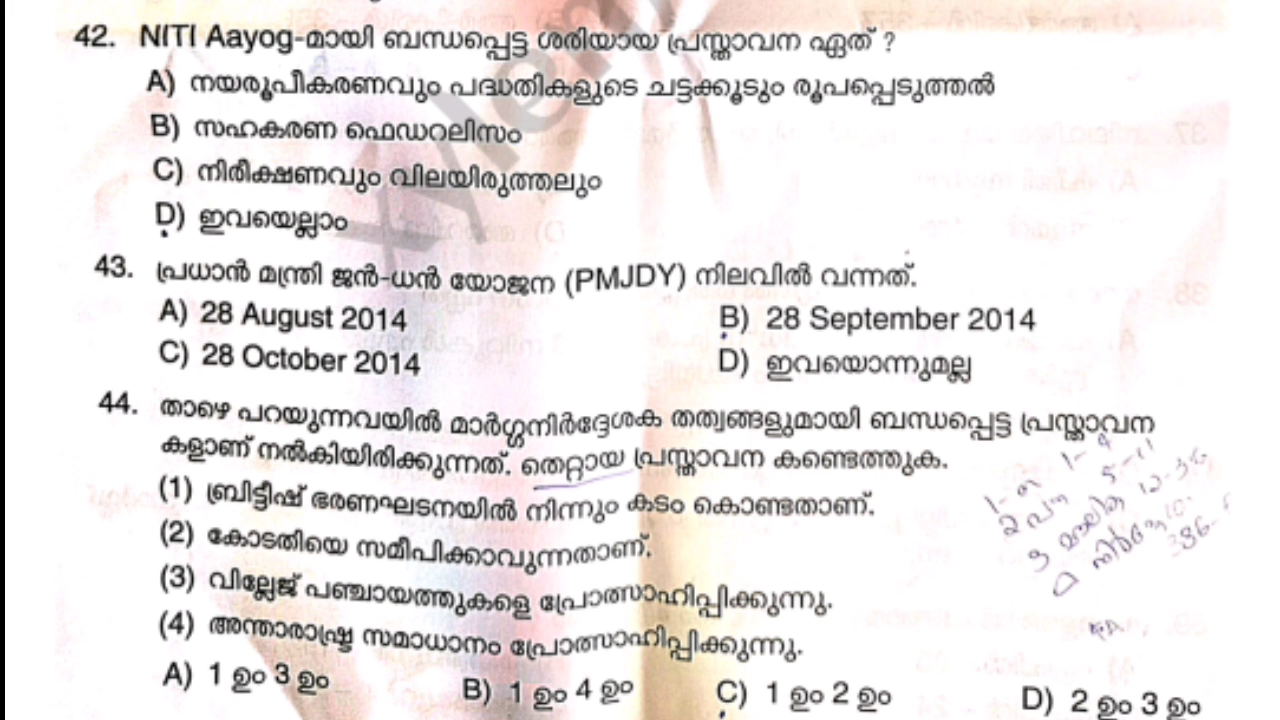 42. NITI Aayog-മായി ബന്ധപ്പെട്ട ശരിയായ പ്രസ്താവന ഏത് ?
A) നയരൂപീകരണവും പദ്ധതികളുടെ ചട്ടക്കൂടും രൂപപ്പെടുത്തൽ
B) സഹകരണ ഫെഡറലിസം
C) നിരീക്ഷണവും വിലയിരുത്തലും
D) ഇവയെല്ലാം
43. പ്രധാൻ മന്ത്രി ജൻ-ധൻ യോജന (PMJDY) നിലവിൽ വന്നത്.
A) 28 August 2014 B) 28 September 2014
C) 28 October 2014 D) ഇവയൊന്നുമല്ല
44. താഴെ പറയുന്നവയിൽ മാർഗ്ഗനിർദ്ദേശക തത്വങ്ങളുമായി ബന്ധപ്പെട്ട പ്രസ്താവന
കളാണ് നൽകിയിരിക്കുന്നത്. തെറ്റായ പ്രസ്താവന കണ്ടെത്തുക.
(1) ബ്രിട്ടീഷ് ഭരണഘടനയിൽ നിന്നും കടം കൊണ്ടതാണ്.
(2) കോടതിയെ സമീപിക്കാവുന്നതാണ്.
(3) വില്ലേജ് പഞ്ചായത്തുകളെ പ്രോത്സാഹിപ്പിക്കുന്നു.
(4) അന്താരാഷ്ട്ര സമാധാനം പ്രോത്സാഹിപ്പിക്കുന്നു.
A) 1 ഉം 3 ഉം B) 1 ഉം 4 ഉം C) 1 ഉം 2 ഉം D) 2 ഉം 3 ഉം